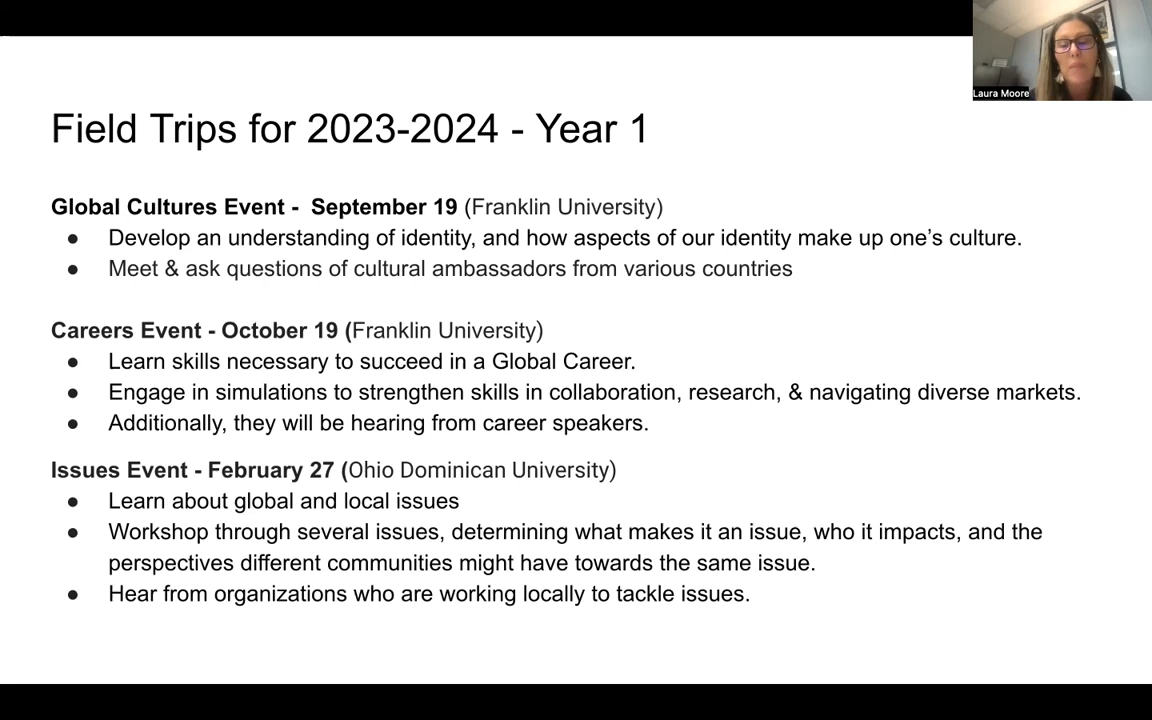 Laura Moore
Field Trips for 2023-2024 - Year 1
Global Cultures Event -  September 19 (Franklin University)
● Develop an understanding of identity, and how aspects of our identity make up one’s culture.
● Meet & ask questions of cultural ambassadors from various countries
Careers Event - October 19 (Franklin University)
● Learn skills necessary to succeed in a Global Career.
● Engage in simulations to strengthen skills in collaboration, research, & navigating diverse markets.
● Additionally, they will be hearing from career speakers.
Issues Event - February 27 (Ohio Dominican University)
● Learn about global and local issues
● Workshop through several issues, determining what makes it an issue, who it impacts, and the
perspectives different communities might have towards the same issue.
● Hear from organizations who are working locally to tackle issues.